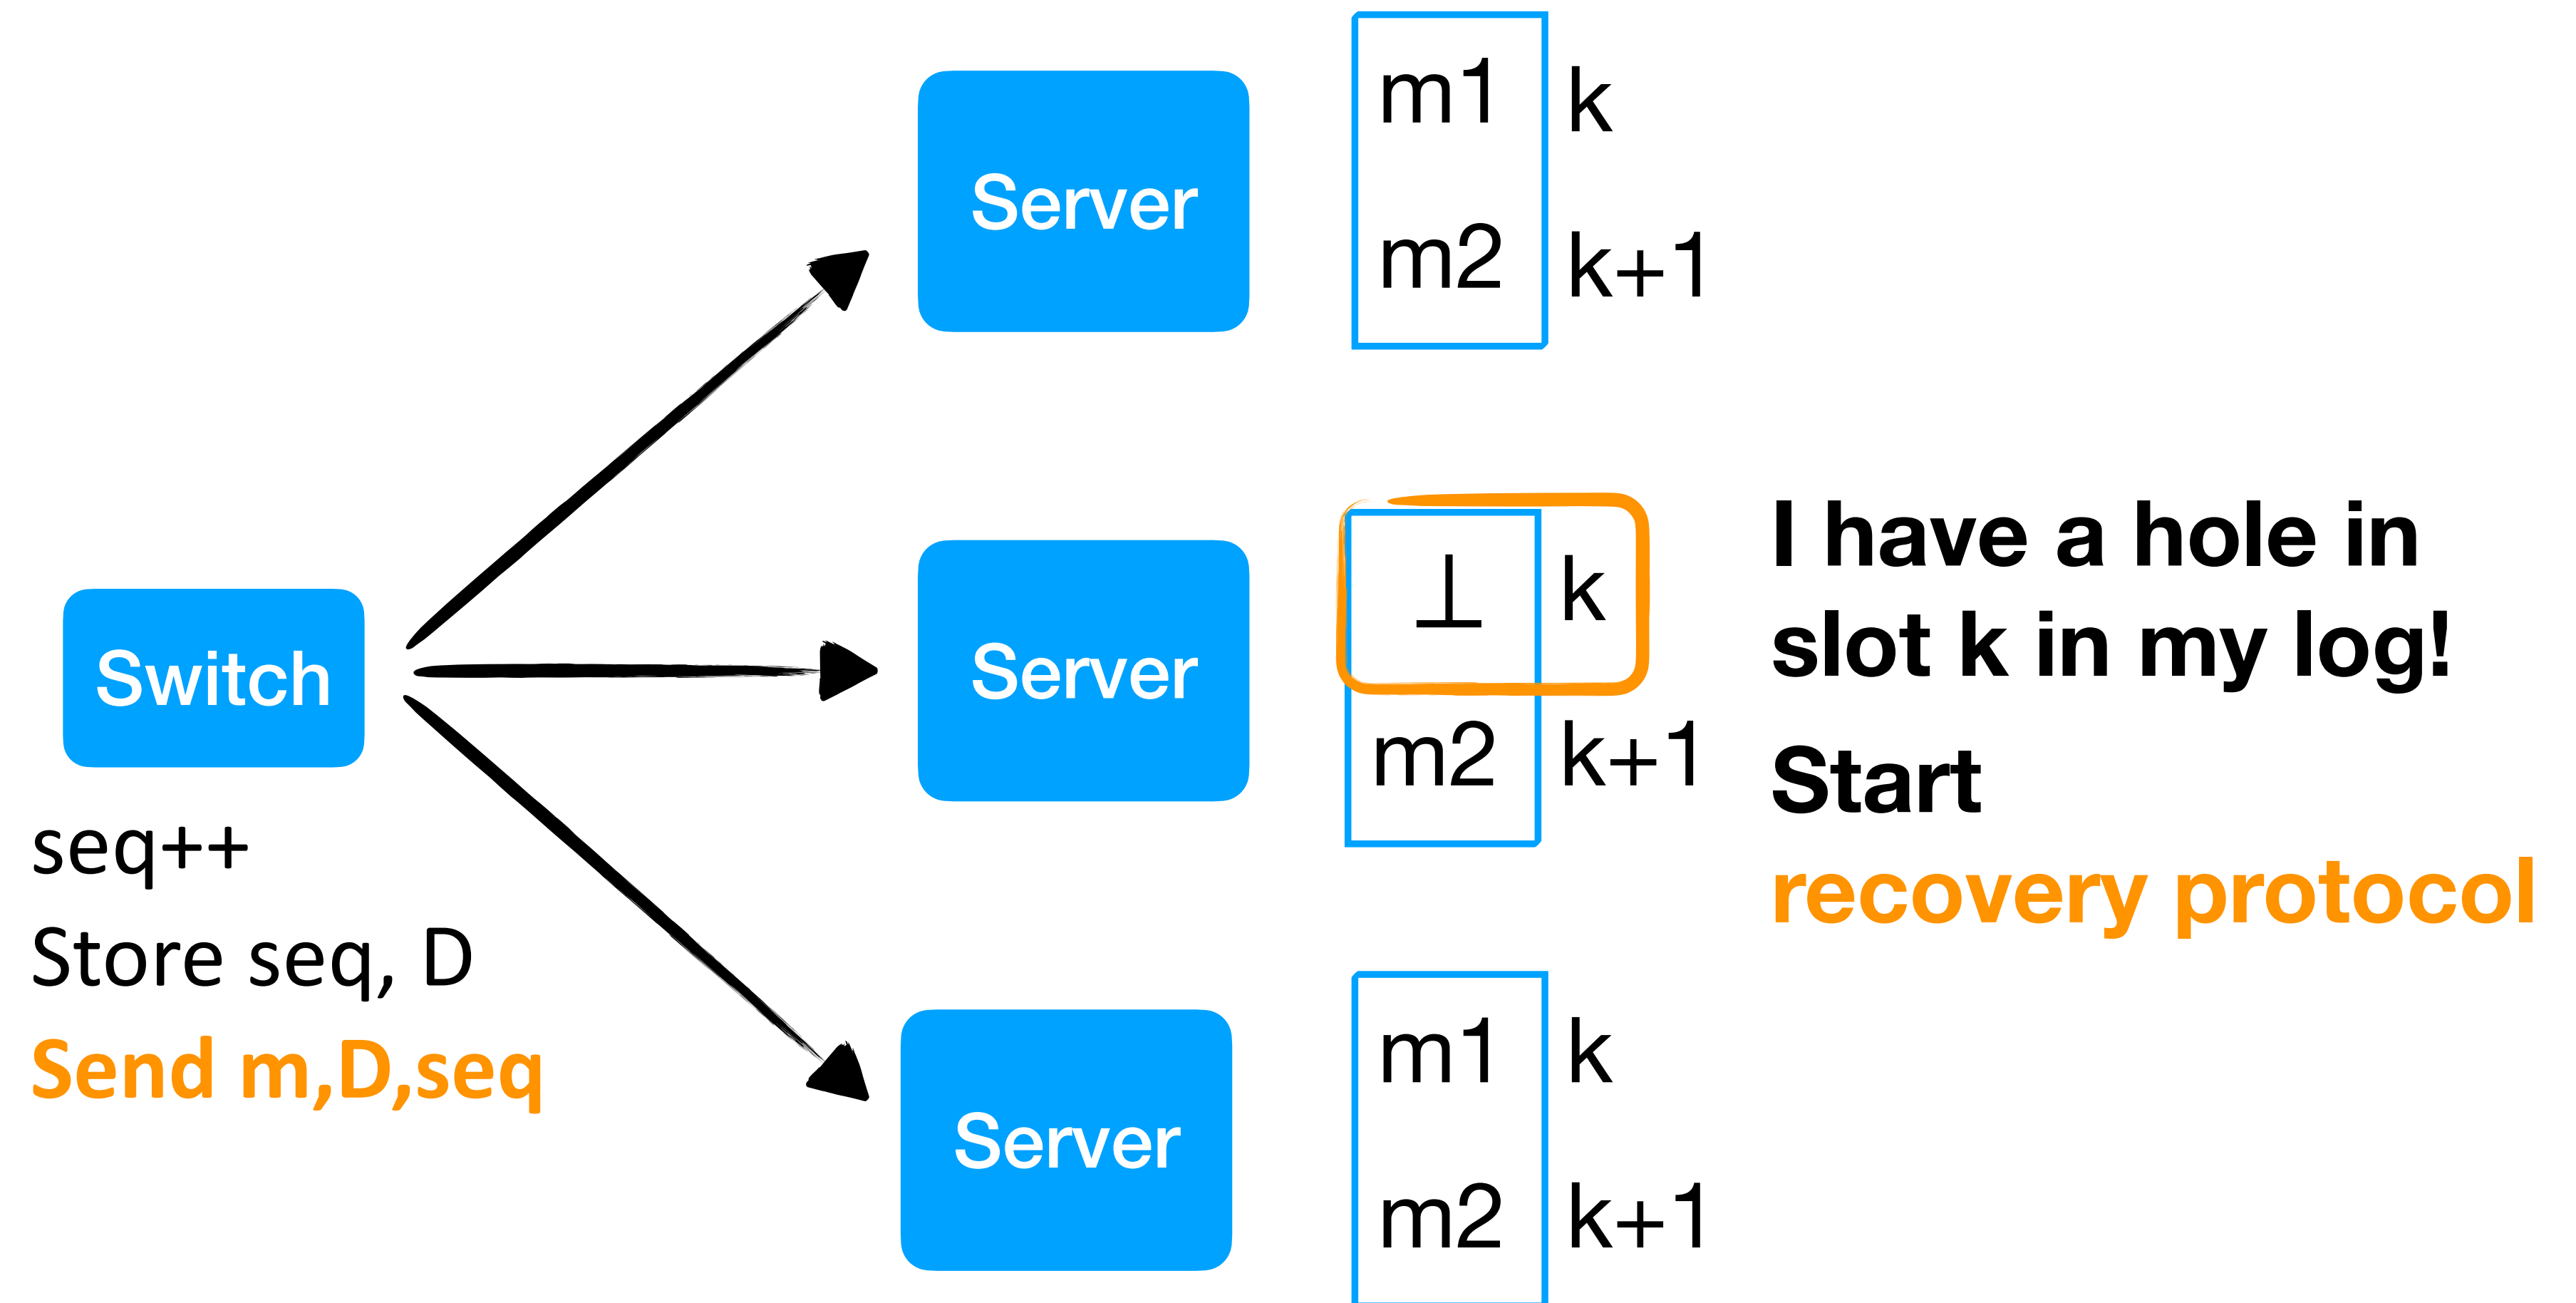 Switch
seq++
Store seq, D
Send m,D,seq
Server
m1 k
m2 k+1
Server
⊥ k
m2 k+1
I have a hole in
slot k in my log!
Start
recovery protocol
Server
m1 k
m2 k+1